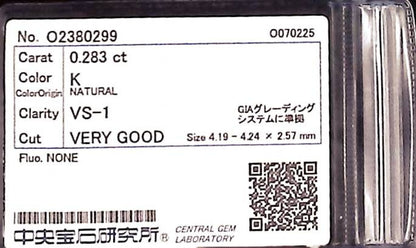 No. O2380299 O070225
Carat 0.283 ct
Color K
ColorOrigin NATURAL
Clarity VS-1 GIAグレーディング
システムに準拠
Cut VERY GOOD Size 4.19 - 4.24 × 2.57 mm
Fluo. NONE
中央宝石研究所® CENTRAL GEM
LABORATORY